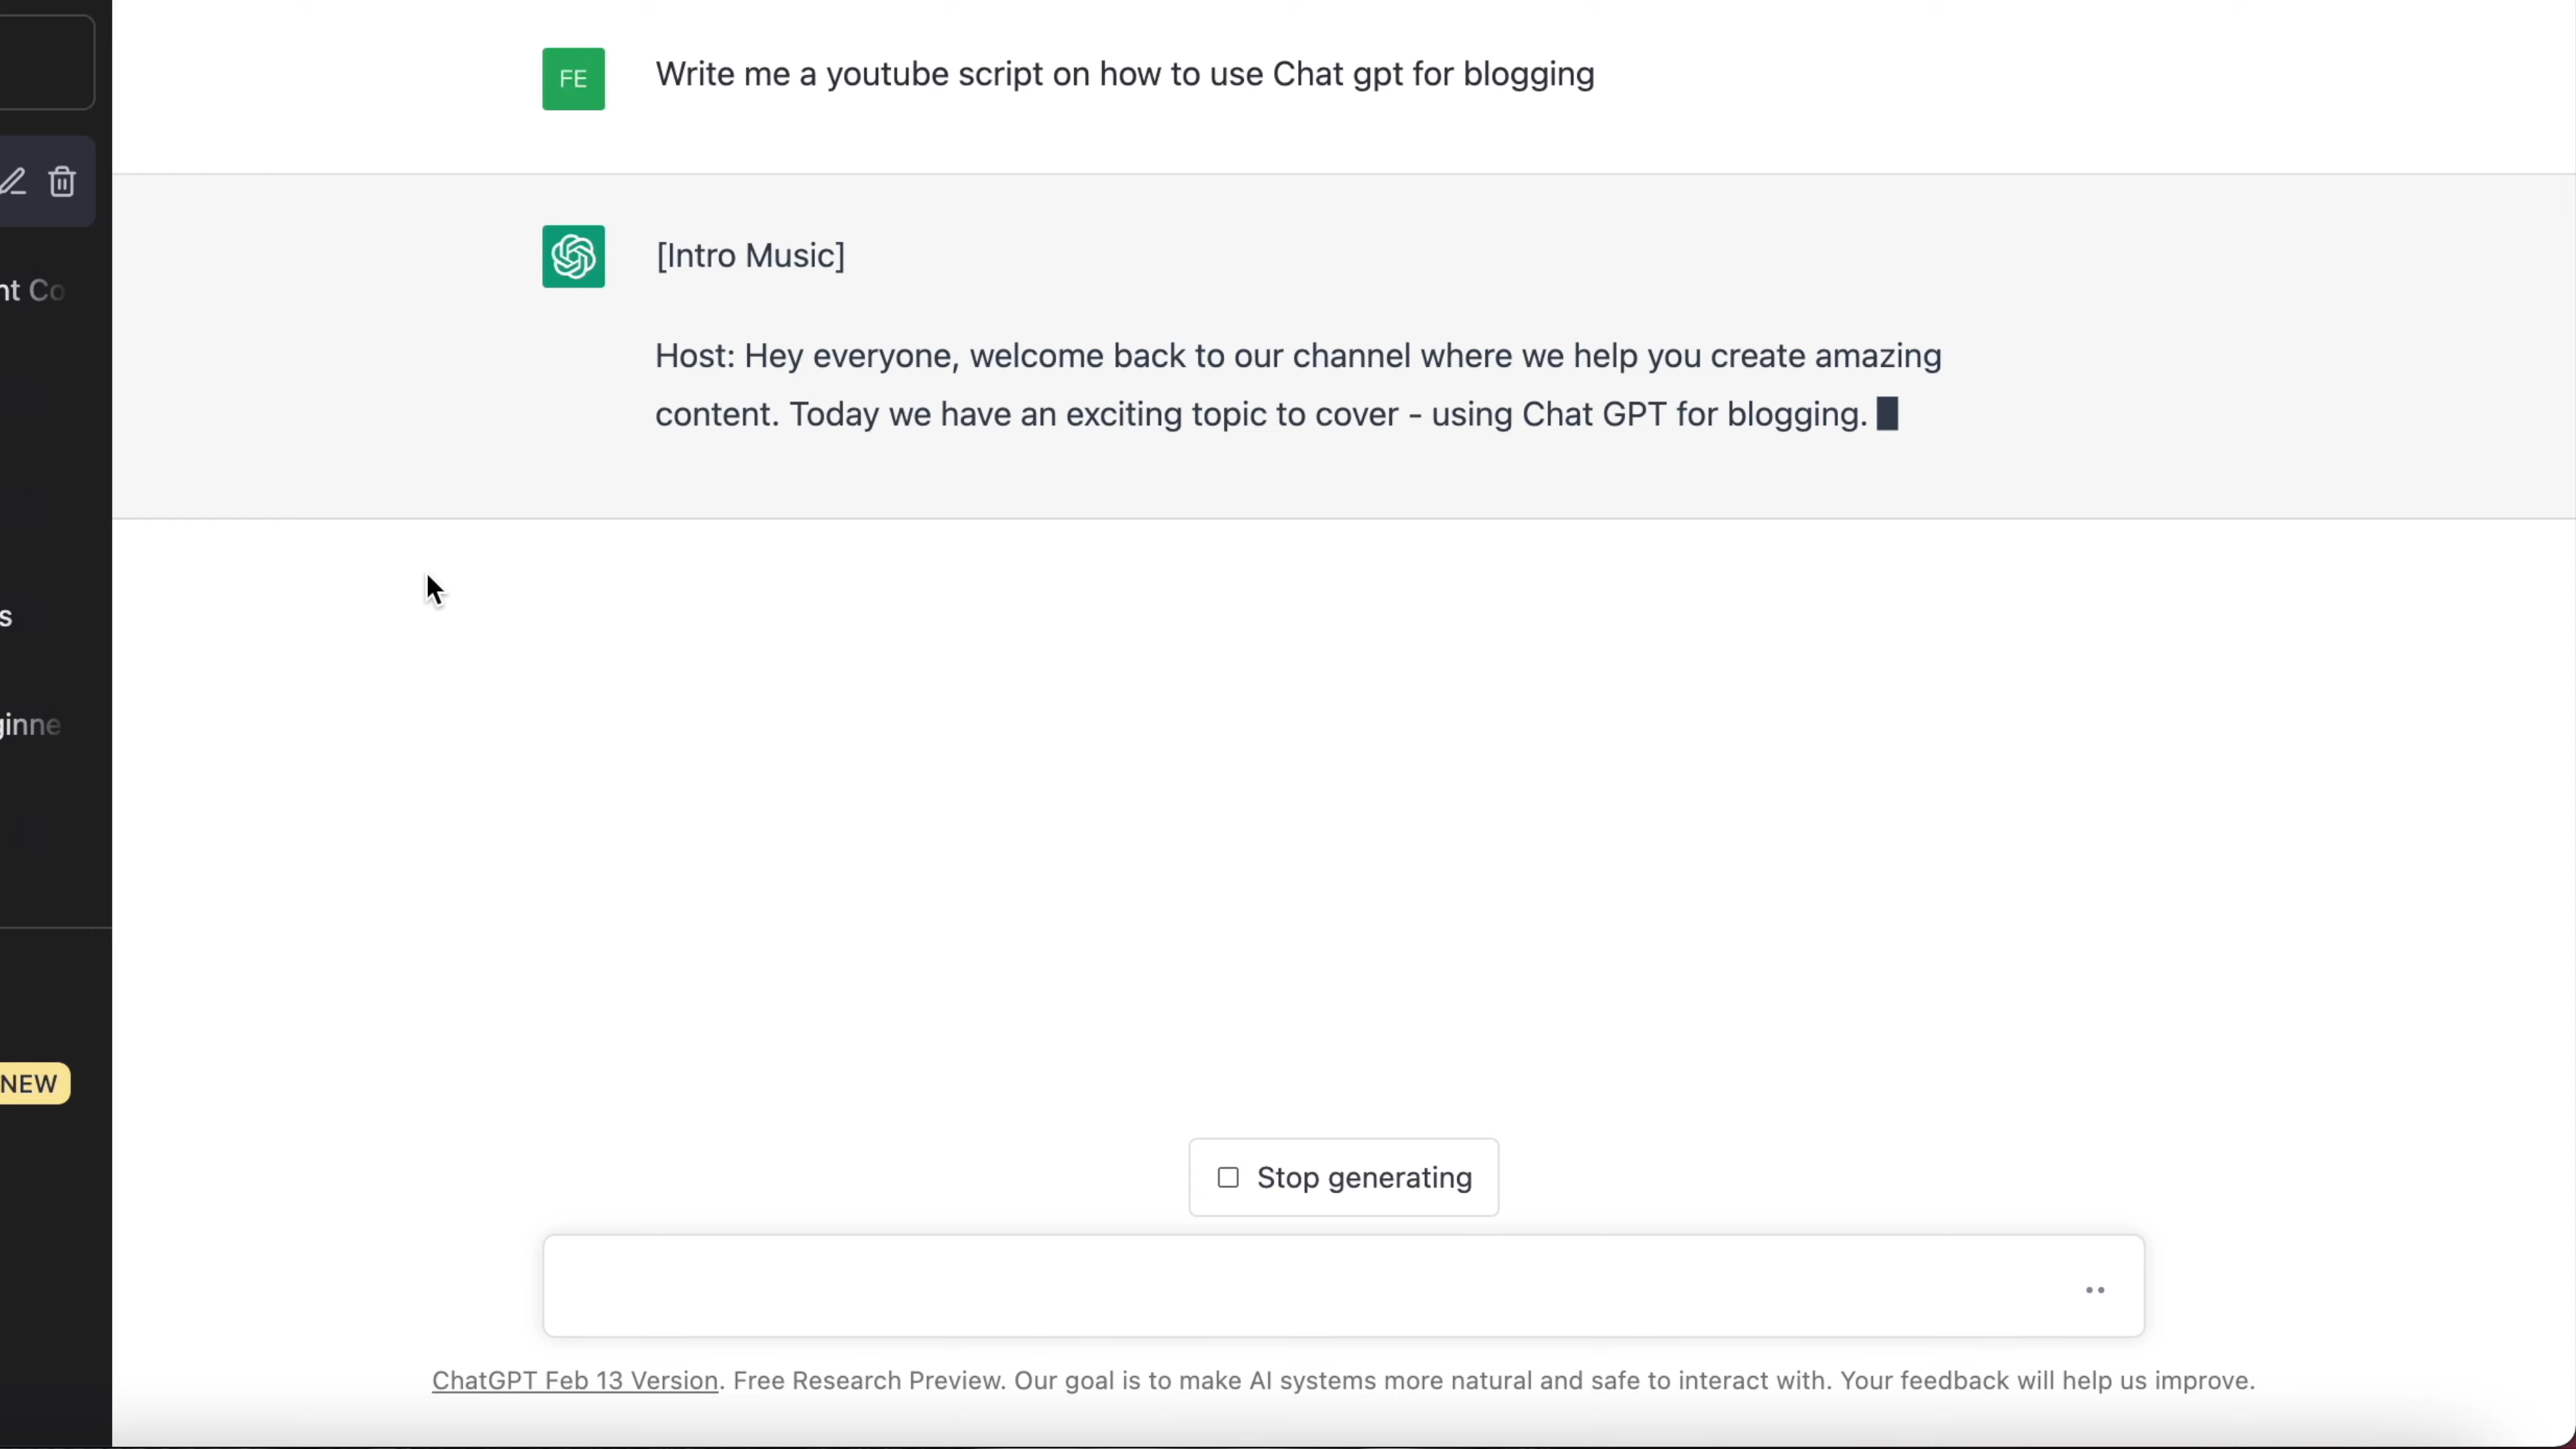 FE
Write me a youtube script on how to use Chat gpt for blogging
[Intro Music]
nt Co
Host: Hey everyone, welcome back to our channel where we help you create amazing
content. Today we have an exciting topic to cover - using Chat GPT for blogging.
s
ginne
NEW
Stop generating
ChatGPT Feb 13 Version. Free Research Preview. Our goal is to make AI systems more natural and safe to interact with. Your feedback will help us improve.